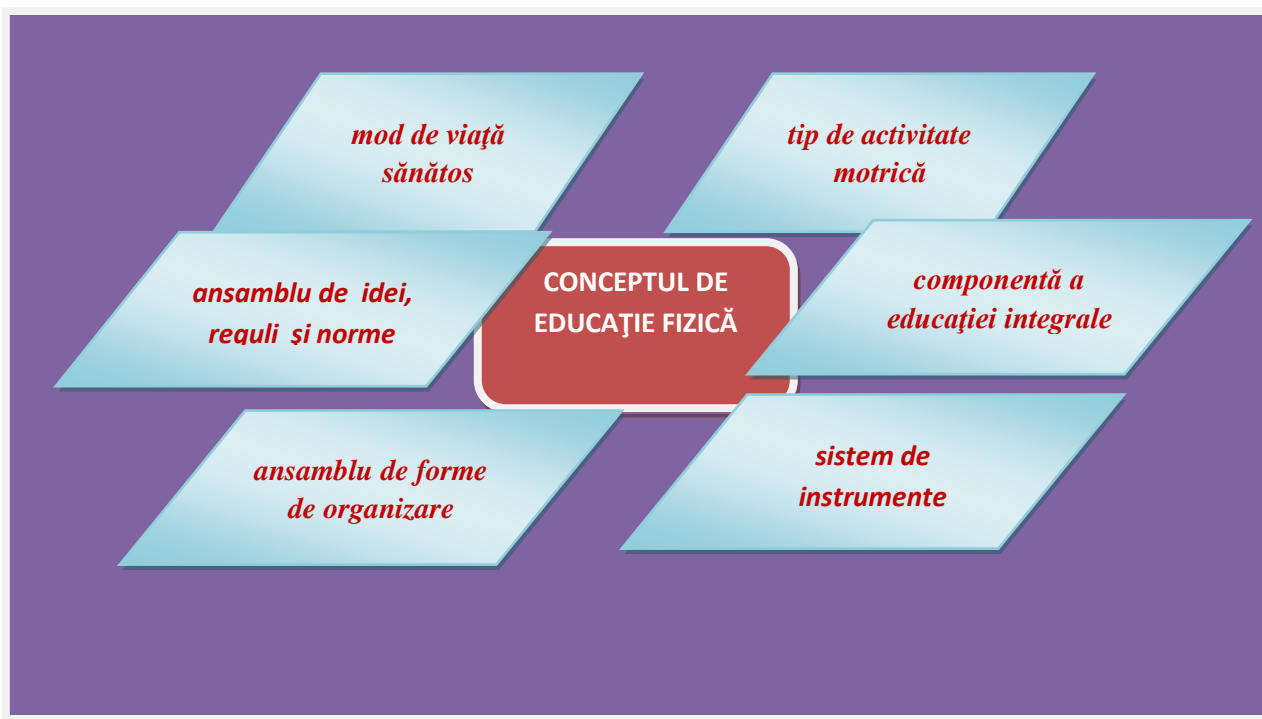 mod de viaţă
sănătos
tip de activitate
motrică
ansamblu de idei,
reguli şi norme
CONCEPTUL DE
EDUCAŢIE FIZICĂ
componentă a
educaţiei integrale
ansamblu de forme
de organizare
sistem de
instrumente